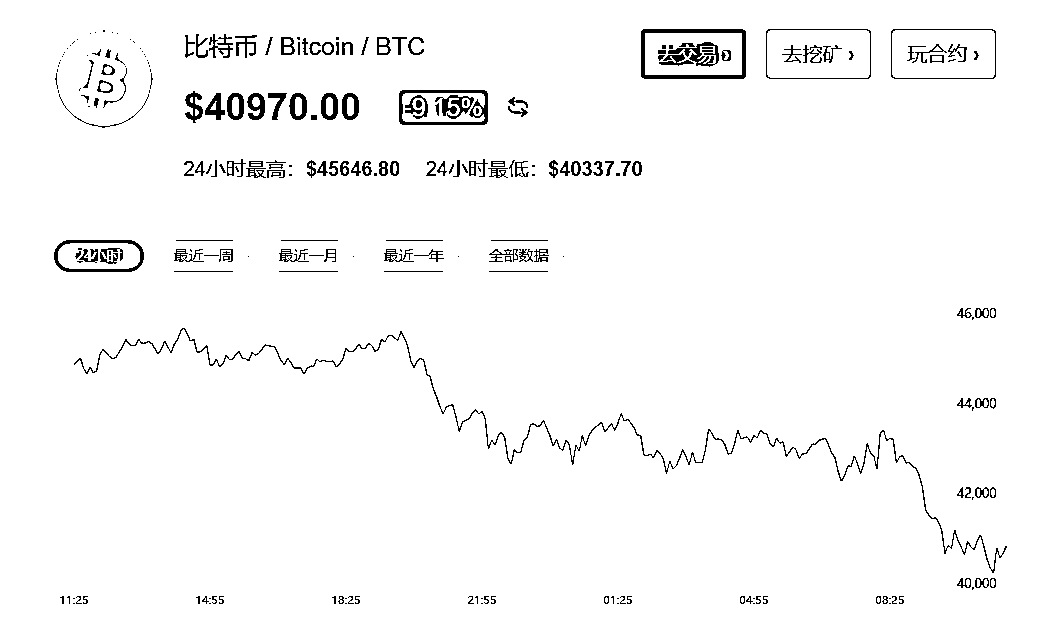 比特币 / Bitcoin / BTC
去交易 ›
去挖矿 ›
玩合约 ›
$40970.00
-9.15%
24小时最高：$45646.80 24小时最低：$40337.70
24小时
最近一周
最近一月
最近一年
全部数据
46,000
44,000
42,000
40,000
11:25 14:55 18:25 21:55 01:25 04:55 08:25